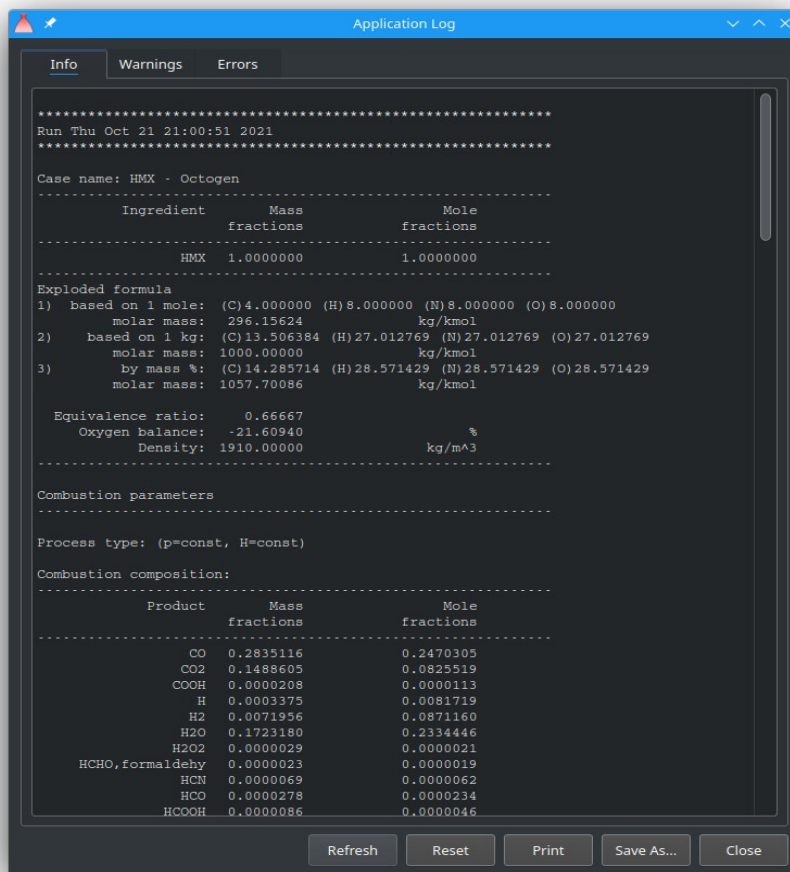 Application Log
Info Warnings Errors
**************************************************************
Run Thu Oct 21 21:00:51 2021
**************************************************************
Case name: HMX - Octogen
--------------------------------------------------------------
Ingredient Mass Mole
fractions fractions
--------------------------------------------------------------
HMX 1.0000000 1.0000000
--------------------------------------------------------------
Exploded formula
1) based on 1 mole: (C)4.000000 (H)8.000000 (N)8.000000 (O)8.000000
molar mass: 296.15624 kg/kmol
2) based on 1 kg: (C)13.506384 (H)27.012769 (N)27.012769 (O)27.012769
molar mass: 1000.00000 kg/kmol
3) by mass %: (C)14.285714 (H)28.571429 (N)28.571429 (O)28.571429
molar mass: 1057.70086 kg/kmol
Equivalence ratio: 0.66667
Oxygen balance: -21.60940 %
Density: 1910.00000 kg/m^3
--------------------------------------------------------------
Combustion parameters
--------------------------------------------------------------
Process type: (p=const, H=const)
Combustion composition:
--------------------------------------------------------------
Product Mass Mole
fractions fractions
--------------------------------------------------------------
CO 0.2835116 0.2470305
CO2 0.1488605 0.0825519
COOH 0.0000208 0.0000113
H 0.0003375 0.0081719
H2 0.0071956 0.0871160
H2O 0.1723180 0.2334446
H2O2 0.0000029 0.0000021
HCHO,formaldehy 0.0000023 0.0000019
HCN 0.0000069 0.0000062
HCO 0.0000278 0.0000234
HCOOH 0.0000086 0.0000046
Refresh Reset Print Save As... Close